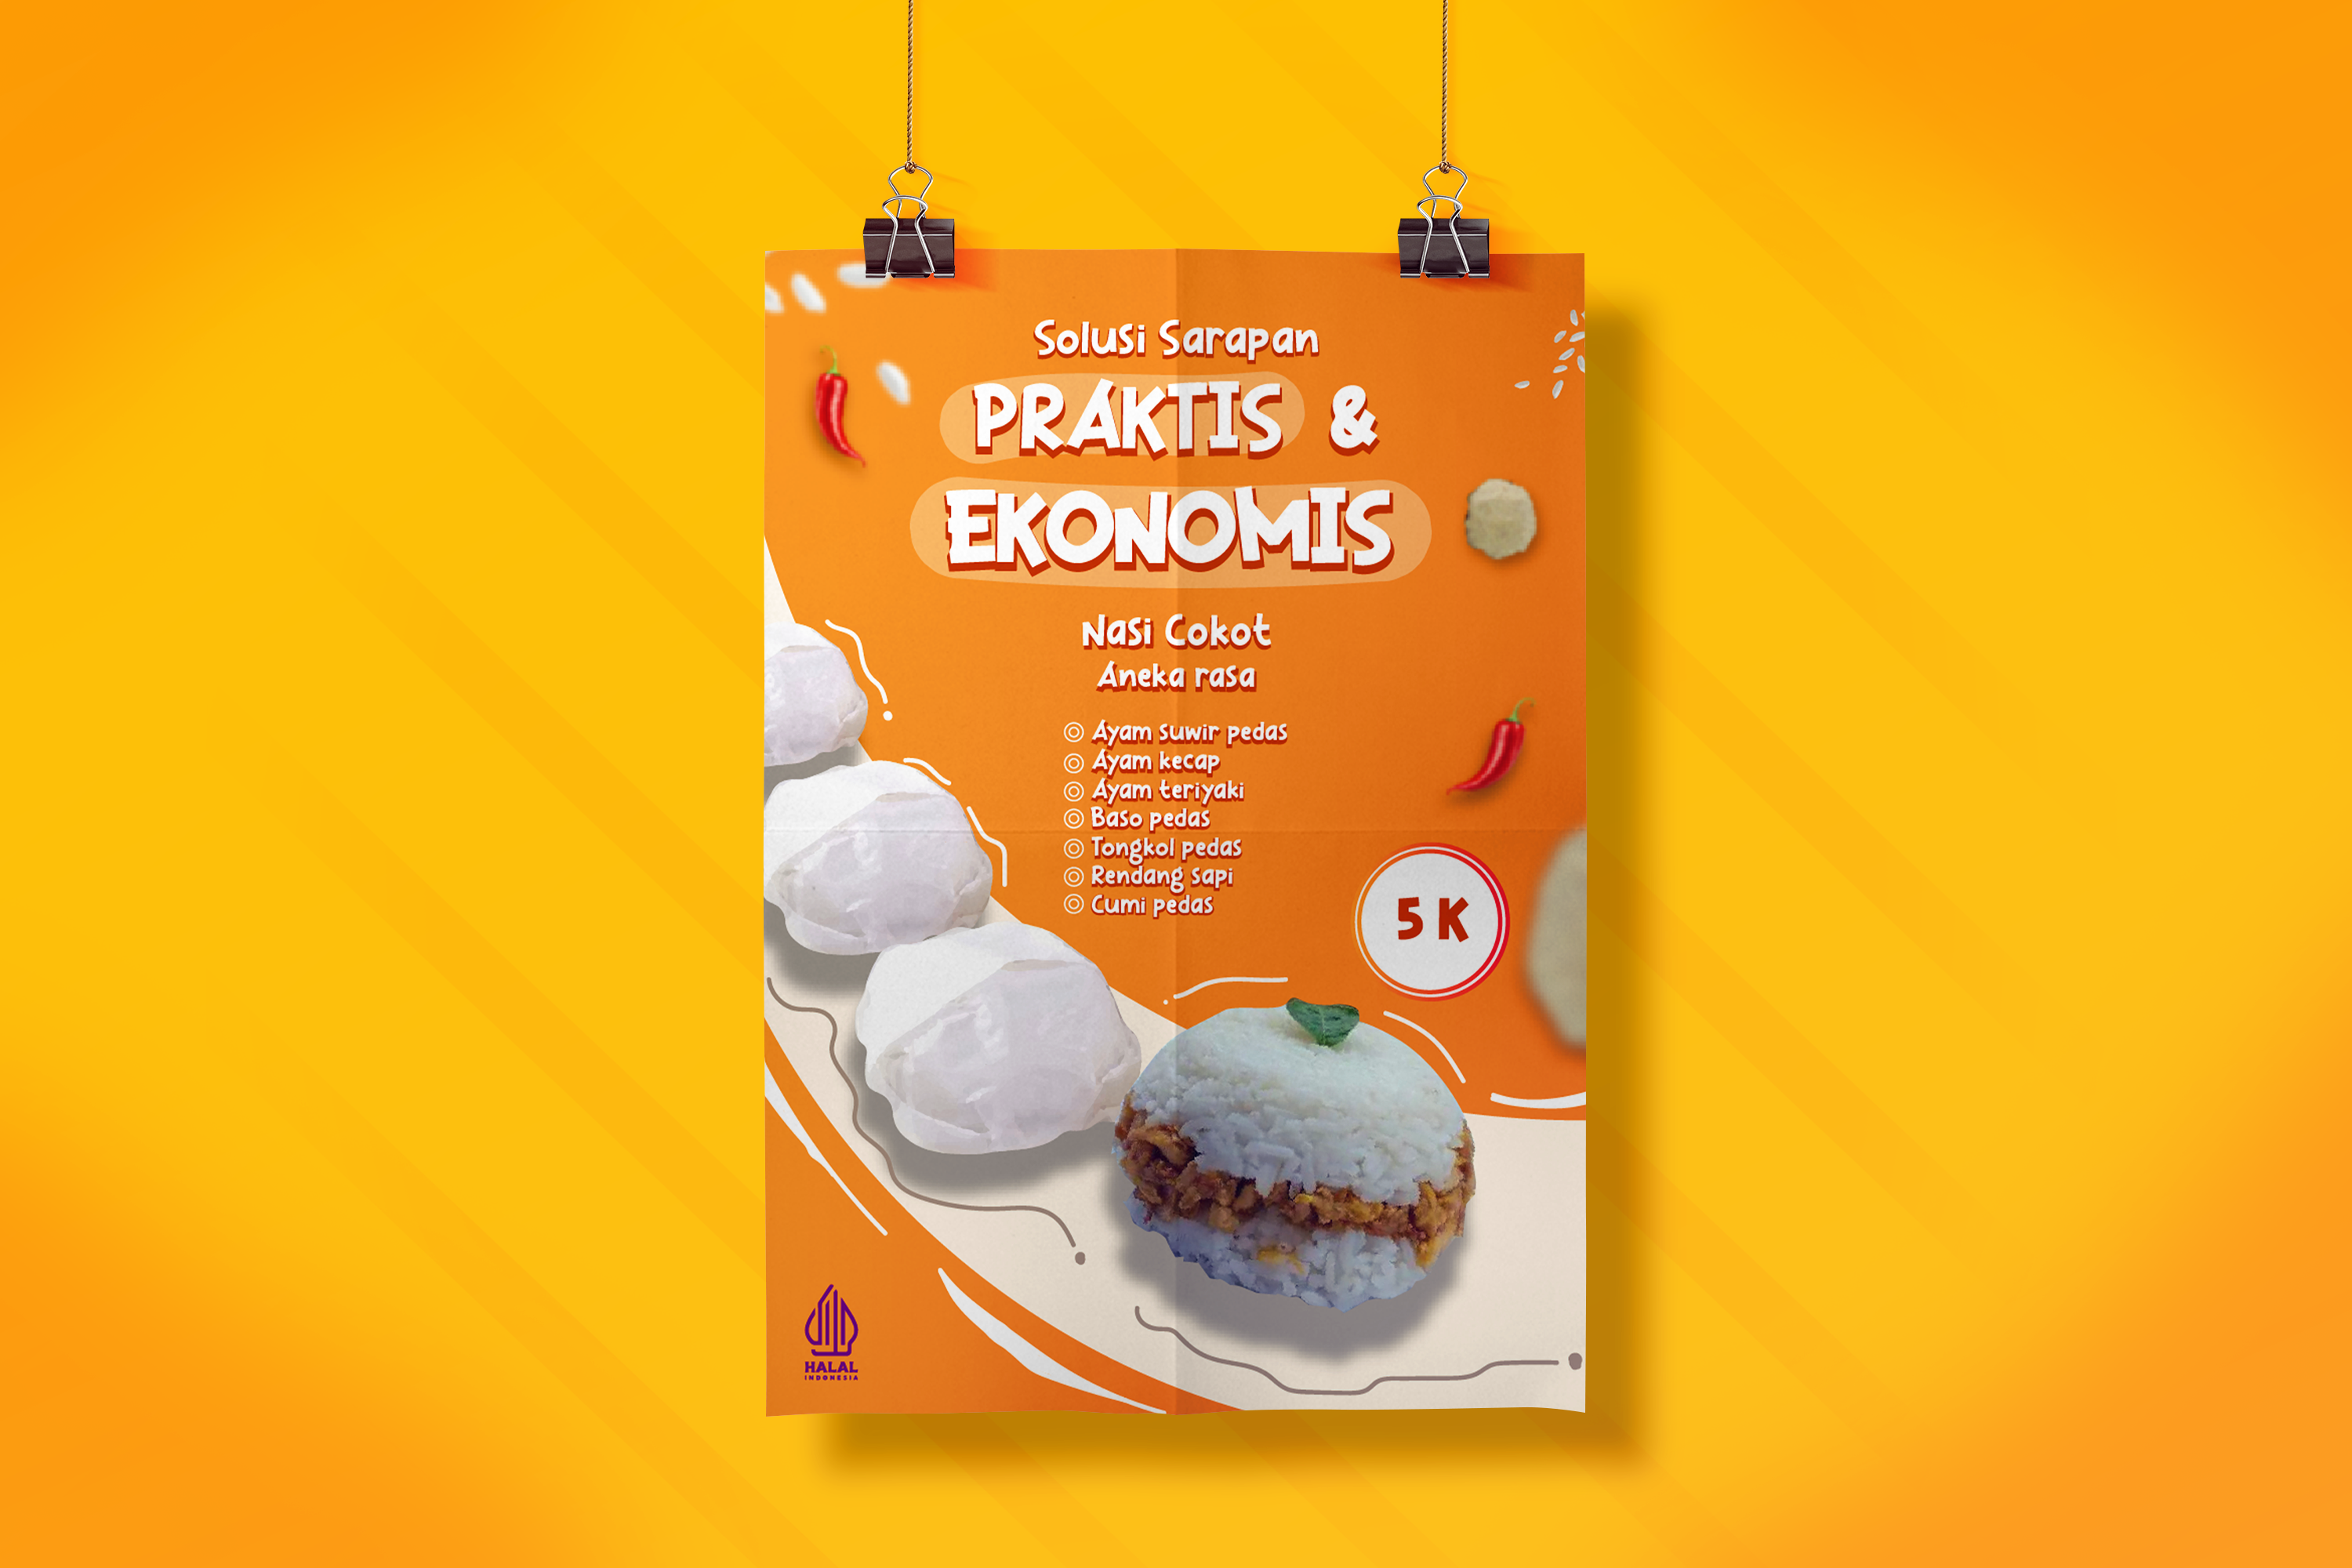 Solusi Sarapan
PRAKTIS &
EKONOMIS
Nasi Cokot
Aneka rasa
Ayam suwir pedas
Ayam kecap
Ayam teriyaki
Baso pedas
Tongkol pedas
Rendang sapi
Cumi pedas
5 K
HALAL
INDONESIA